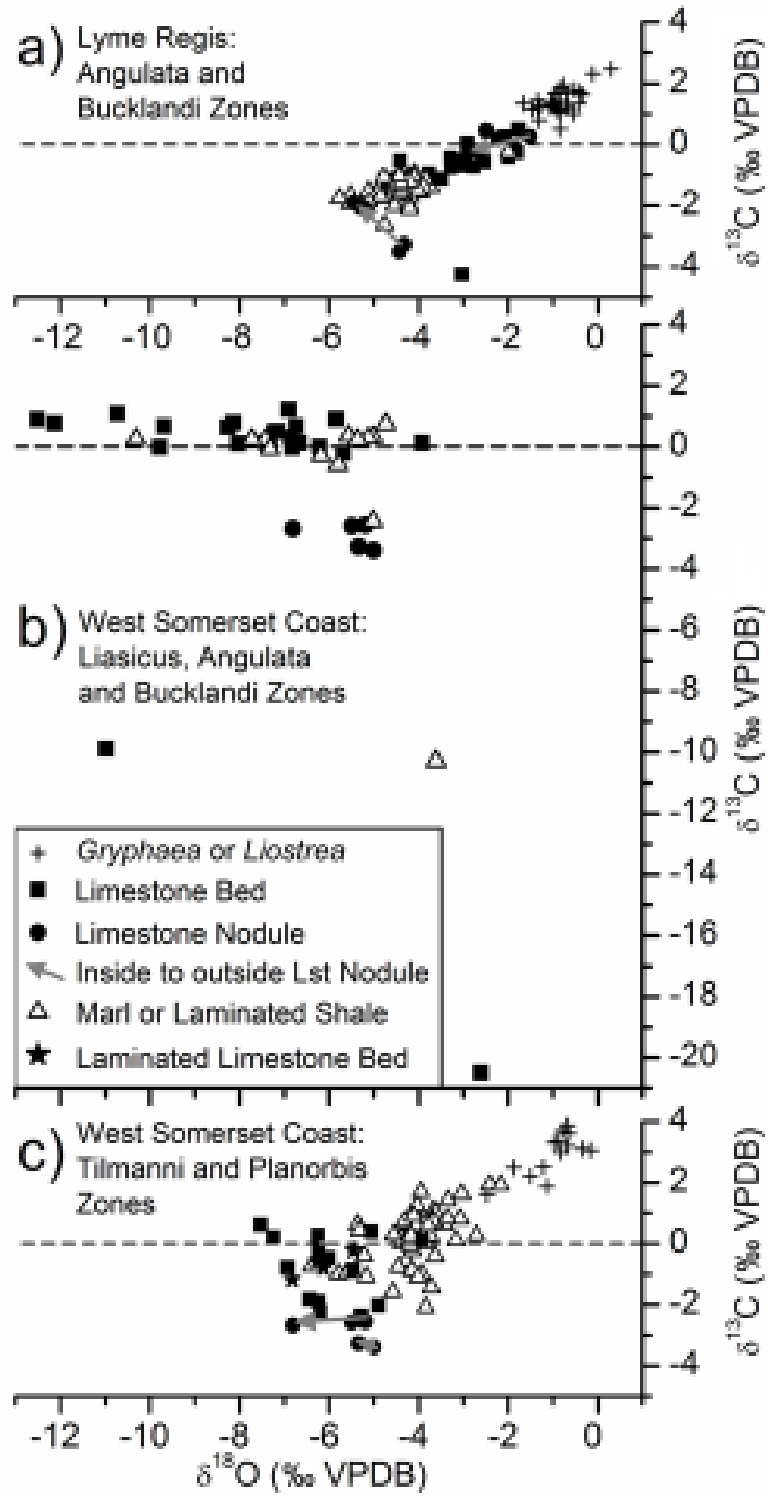 a) Lyme Regis:
Angulata and
Bucklandi Zones
4
2
0
-2
-4
δ¹³C (‰ VPDB)
-12 -10 -8 -6 -4 -2 0
4
2
0
-2
-4
-6
-8
-10
-12
-14
-16
-18
-20
δ¹³C (‰ VPDB)
b) West Somerset Coast:
Liasicus, Angulata
and Bucklandi Zones
Gryphaea or Liostrea
Limestone Bed
Limestone Nodule
Inside to outside Lst Nodule
Marl or Laminated Shale
Laminated Limestone Bed
c) West Somerset Coast:
Tilmanni and Planorbis
Zones
4
2
0
-2
-4
δ¹³C (‰ VPDB)
-12 -10 -8 -6 -4 -2 0
δ¹⁸O (‰ VPDB)